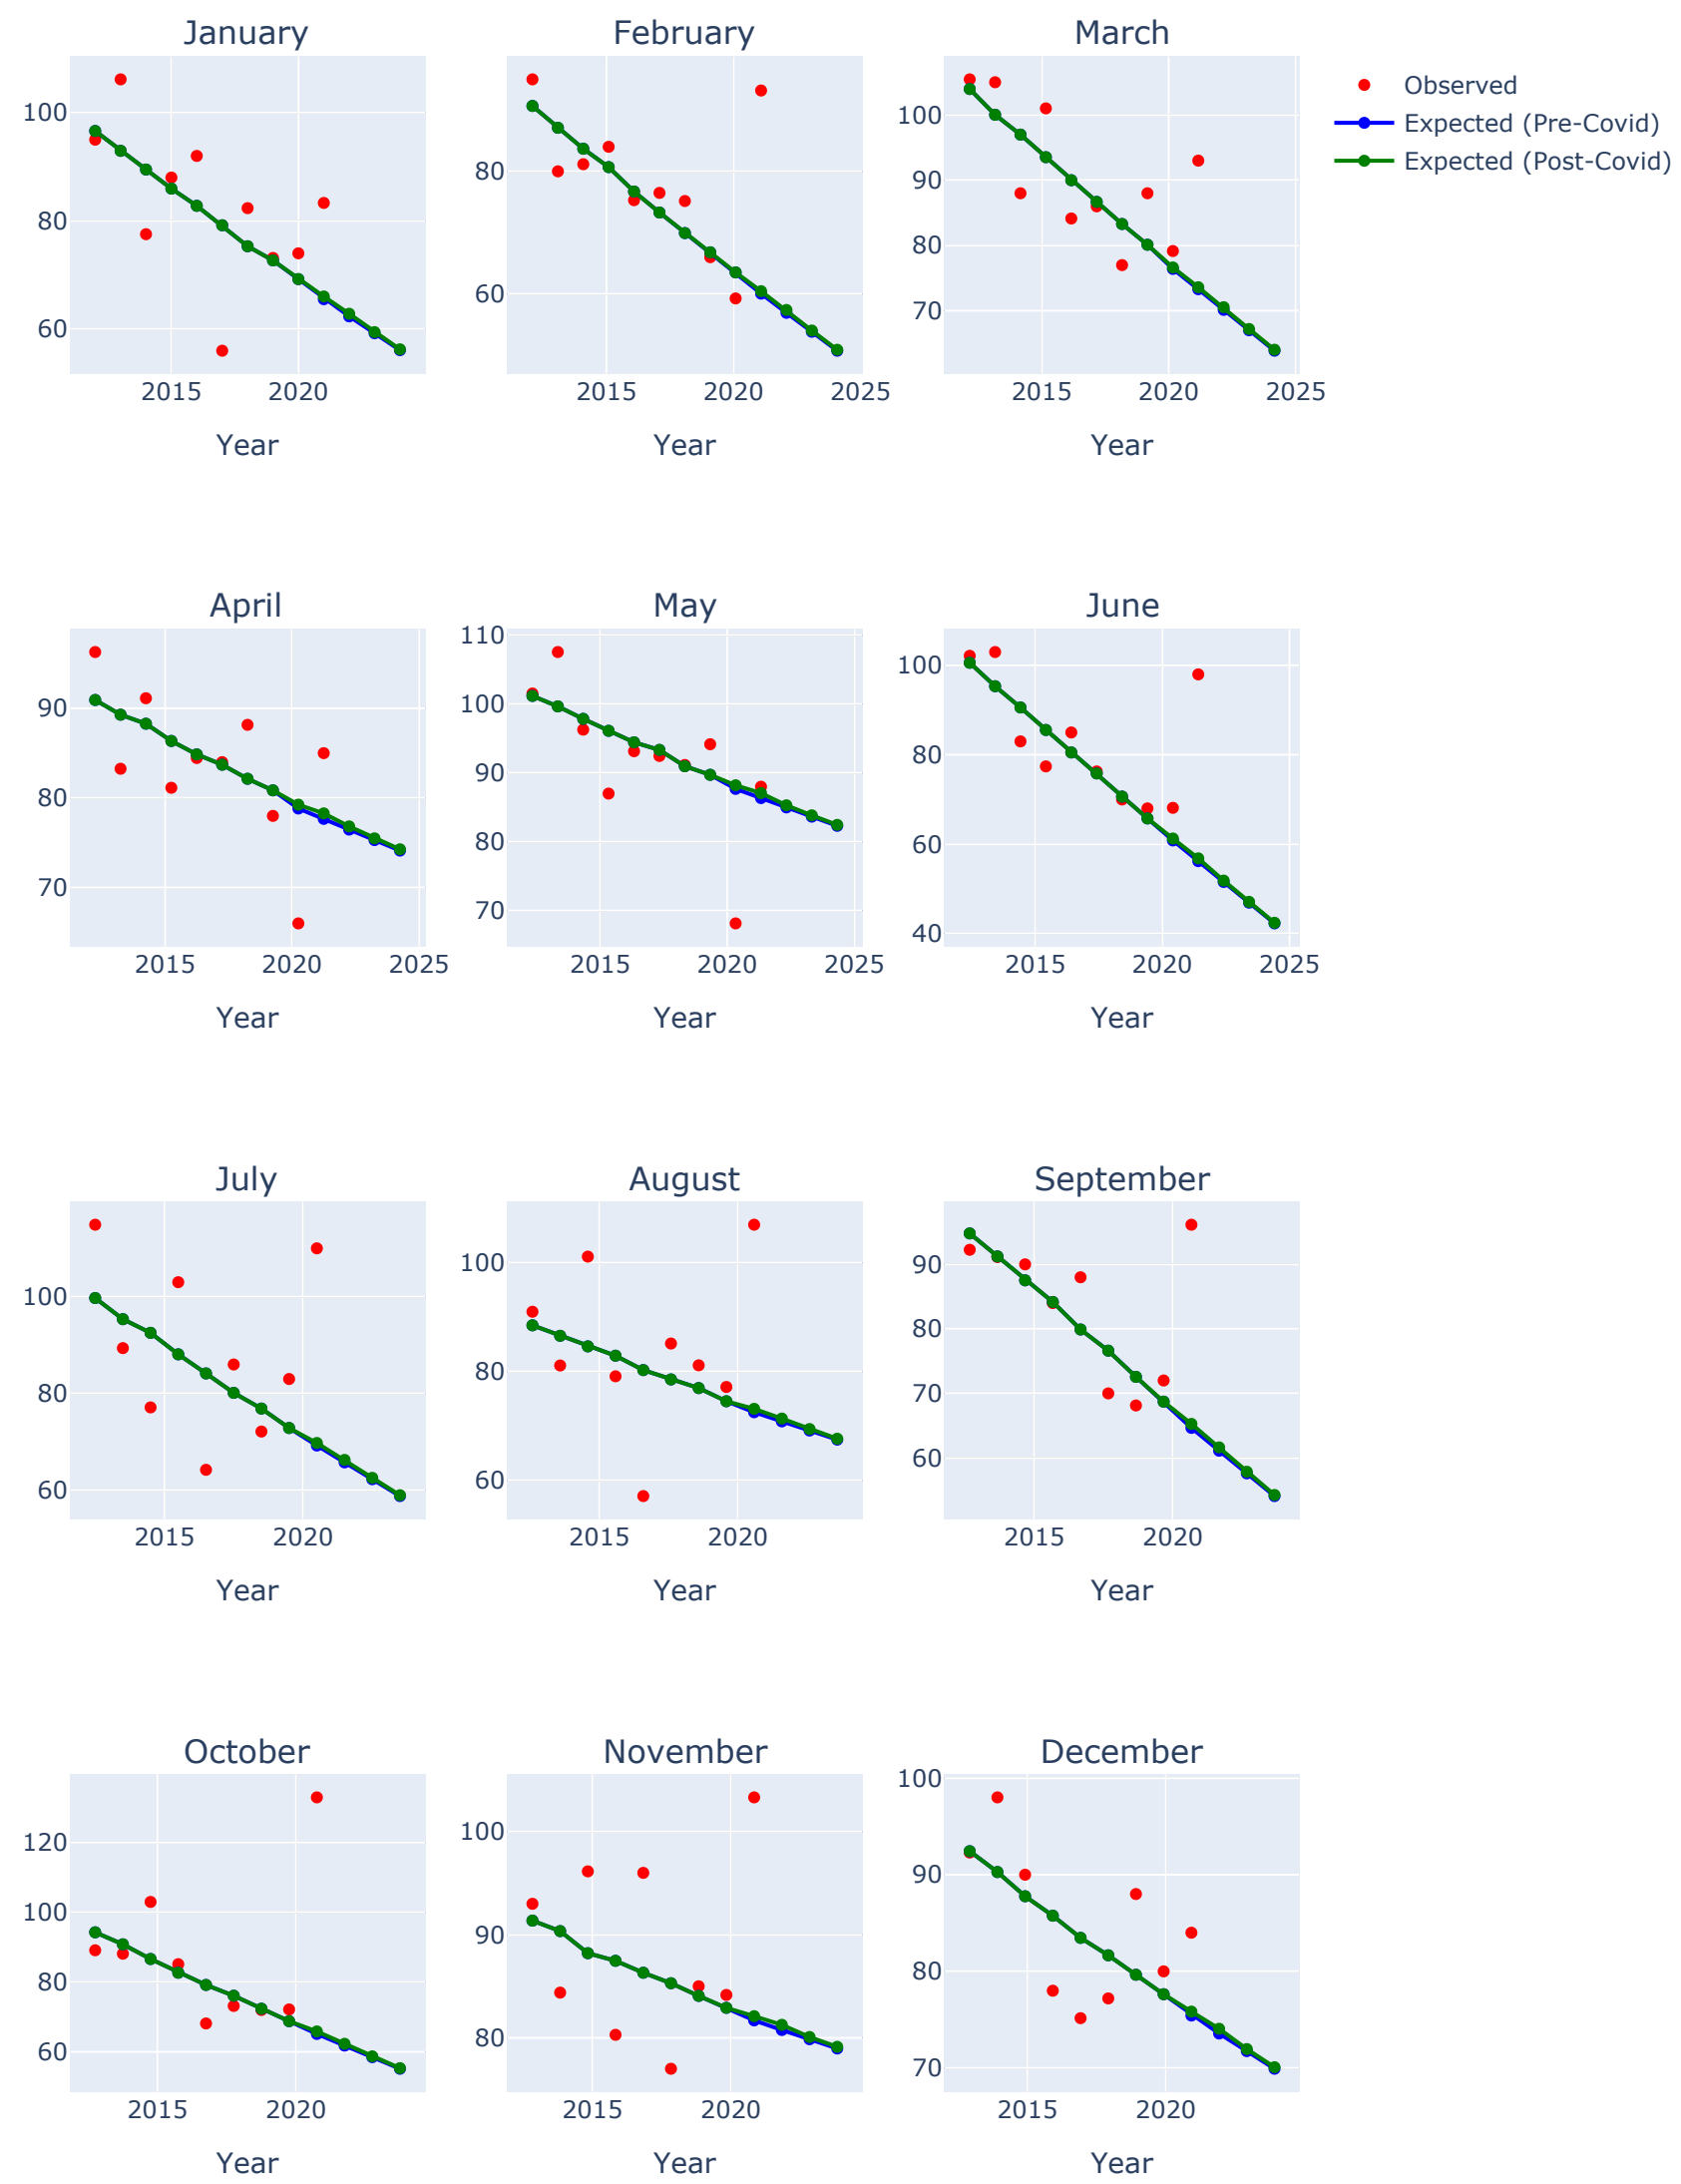 January February March
Observed
Expected (Pre-Covid)
Expected (Post-Covid)
100
80
60
2015 2020
Year
80
60
2015 2020 2025
Year
100
90
80
70
2015 2020 2025
Year
April May June
90
80
70
2015 2020 2025
Year
110
100
90
80
70
2015 2020 2025
Year
100
80
60
40
2015 2020 2025
Year
July August September
100
80
60
2015 2020
Year
100
80
60
2015 2020
Year
90
80
70
60
2015 2020
Year
October November December
120
100
80
60
2015 2020
Year
100
90
80
2015 2020
Year
100
90
80
70
2015 2020
Year